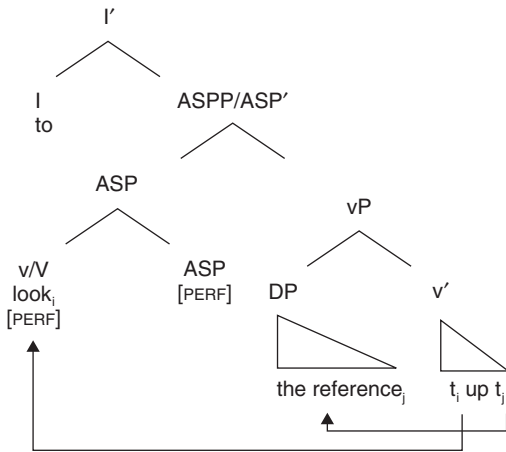 I′
I
to
ASPP/ASP′
ASP
vP
v/V
look_i
[PERF]
ASP
[PERF]
DP
v′
the reference_j
t_i up t_j